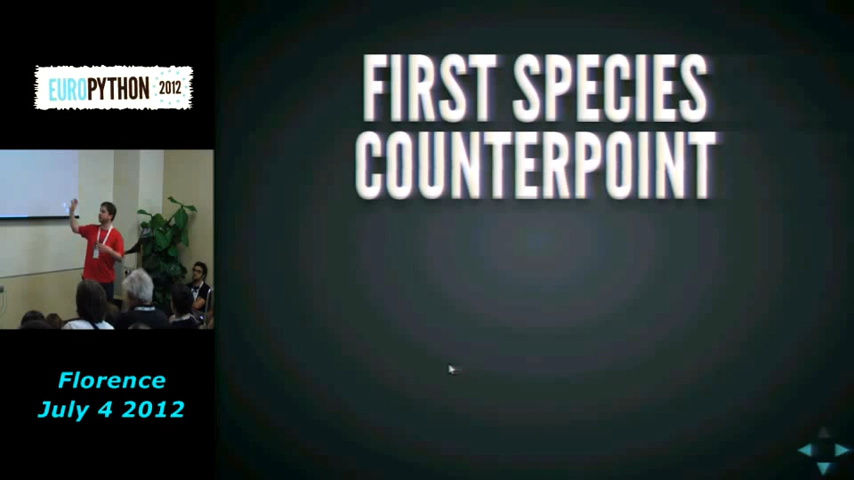 EUROPYTHON 2012
FIRST SPECIES
COUNTERPOINT
Florence
July 4 2012